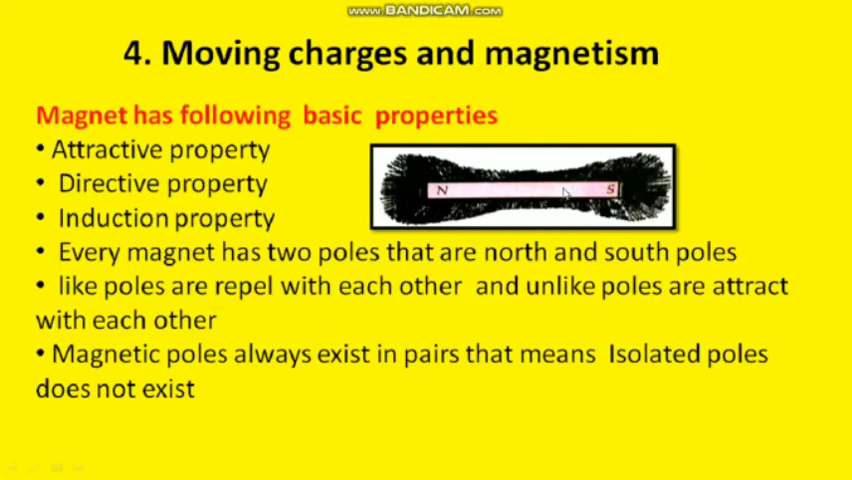 WWW.BANDICAM.COM
4. Moving charges and magnetism
Magnet has following basic properties
• Attractive property
• Directive property
N S
• Induction property
• Every magnet has two poles that are north and south poles
• like poles are repel with each other and unlike poles are attract
with each other
• Magnetic poles always exist in pairs that means Isolated poles
does not exist